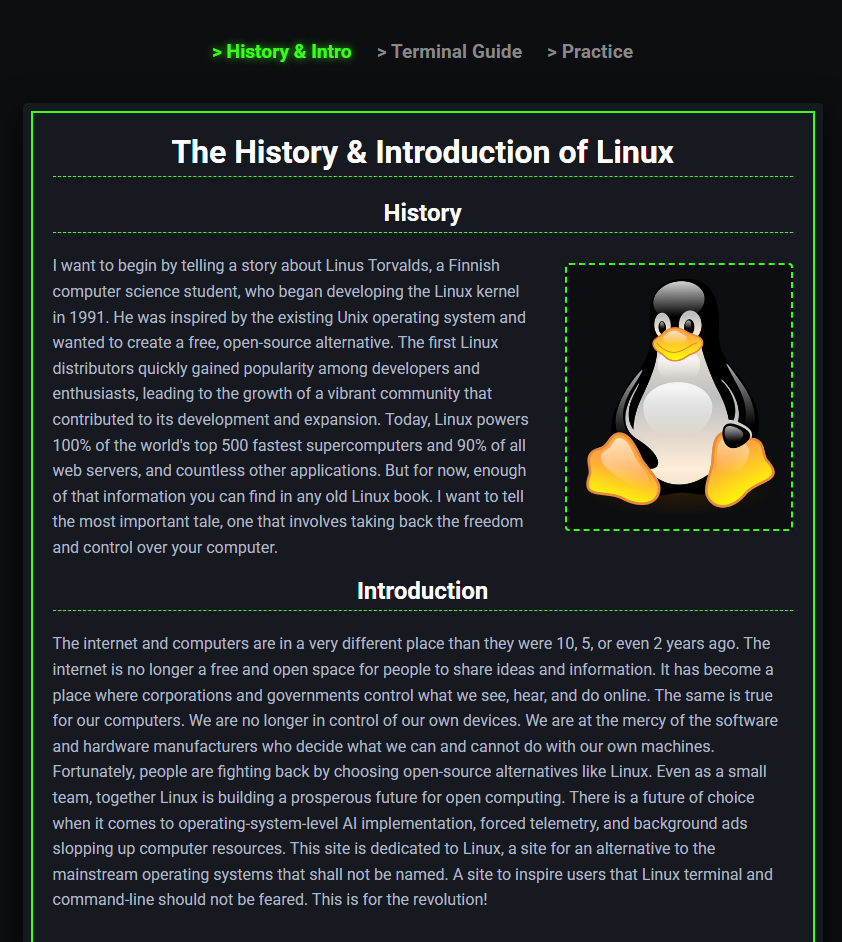 > History & Intro > Terminal Guide > Practice
The History & Introduction of Linux
History
I want to begin by telling a story about Linus Torvalds, a Finnish
computer science student, who began developing the Linux kernel
in 1991. He was inspired by the existing Unix operating system and
wanted to create a free, open-source alternative. The first Linux
distributors quickly gained popularity among developers and
enthusiasts, leading to the growth of a vibrant community that
contributed to its development and expansion. Today, Linux powers
100% of the world's top 500 fastest supercomputers and 90% of all
web servers, and countless other applications. But for now, enough
of that information you can find in any old Linux book. I want to tell
the most important tale, one that involves taking back the freedom
and control over your computer.
Introduction
The internet and computers are in a very different place than they were 10, 5, or even 2 years ago. The
internet is no longer a free and open space for people to share ideas and information. It has become a
place where corporations and governments control what we see, hear, and do online. The same is true
for our computers. We are no longer in control of our own devices. We are at the mercy of the software
and hardware manufacturers who decide what we can and cannot do with our own machines.
Fortunately, people are fighting back by choosing open-source alternatives like Linux. Even as a small
team, together Linux is building a prosperous future for open computing. There is a future of choice
when it comes to operating-system-level AI implementation, forced telemetry, and background ads
slopping up computer resources. This site is dedicated to Linux, a site for an alternative to the
mainstream operating systems that shall not be named. A site to inspire users that Linux terminal and
command-line should not be feared. This is for the revolution!